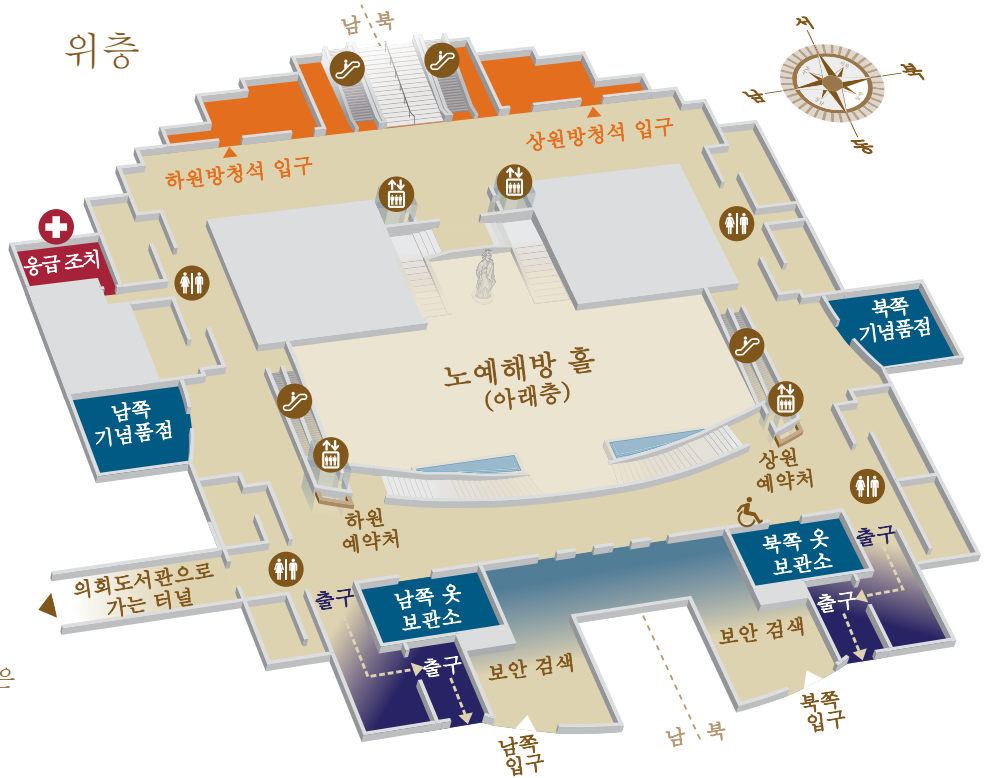 위층
남 북
서
북
남
동
하원방청석 입구
상원방청석 입구
응급 조치
북쪽
기념품점
노예해방 홀
(아래층)
남쪽
기념품점
상원
예약처
하원
예약처
출구
북쪽 옷
보관소
의회도서관으로
가는 터널
출구
남쪽 옷
보관소
출구
출구
보안 검색
보안 검색
은
남쪽
입구
남 북
북쪽
입구